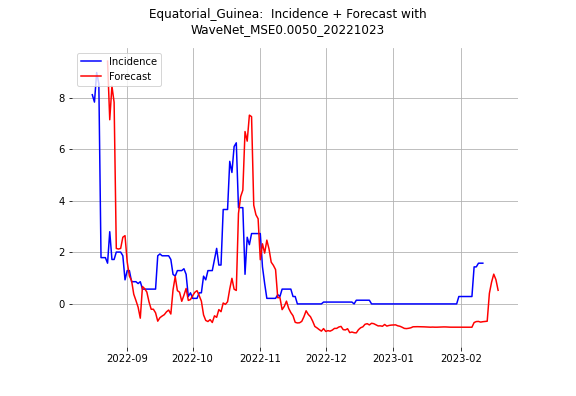 Equatorial_Guinea:  Incidence + Forecast with
WaveNet_MSE0.0050_20221023
Incidence
Forecast
8
6
4
2
0
2022-09
2022-10
2022-11
2022-12
2023-01
2023-02